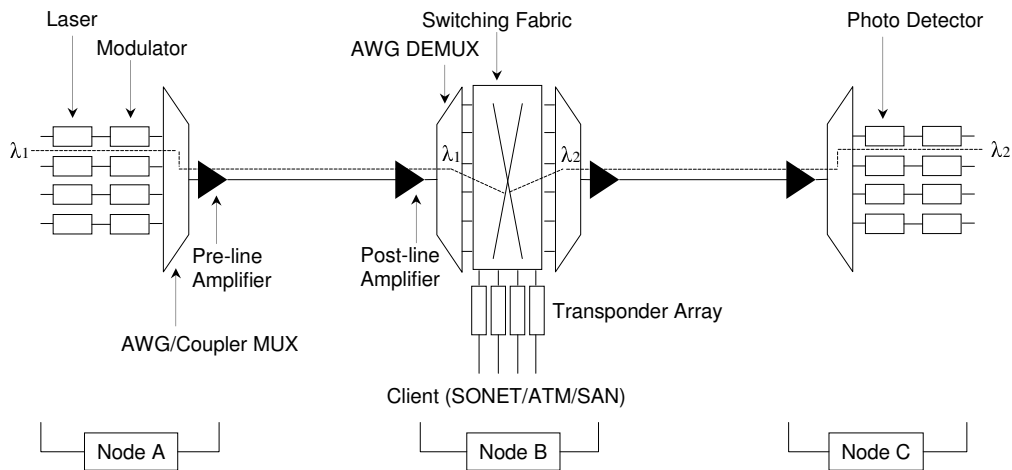 Laser
Modulator
Switching Fabric
AWG DEMUX
Photo Detector
λ1
λ1
λ2
λ2
Pre-line
Amplifier
Post-line
Amplifier
AWG/Coupler MUX
Transponder Array
Client (SONET/ATM/SAN)
Node A
Node B
Node C